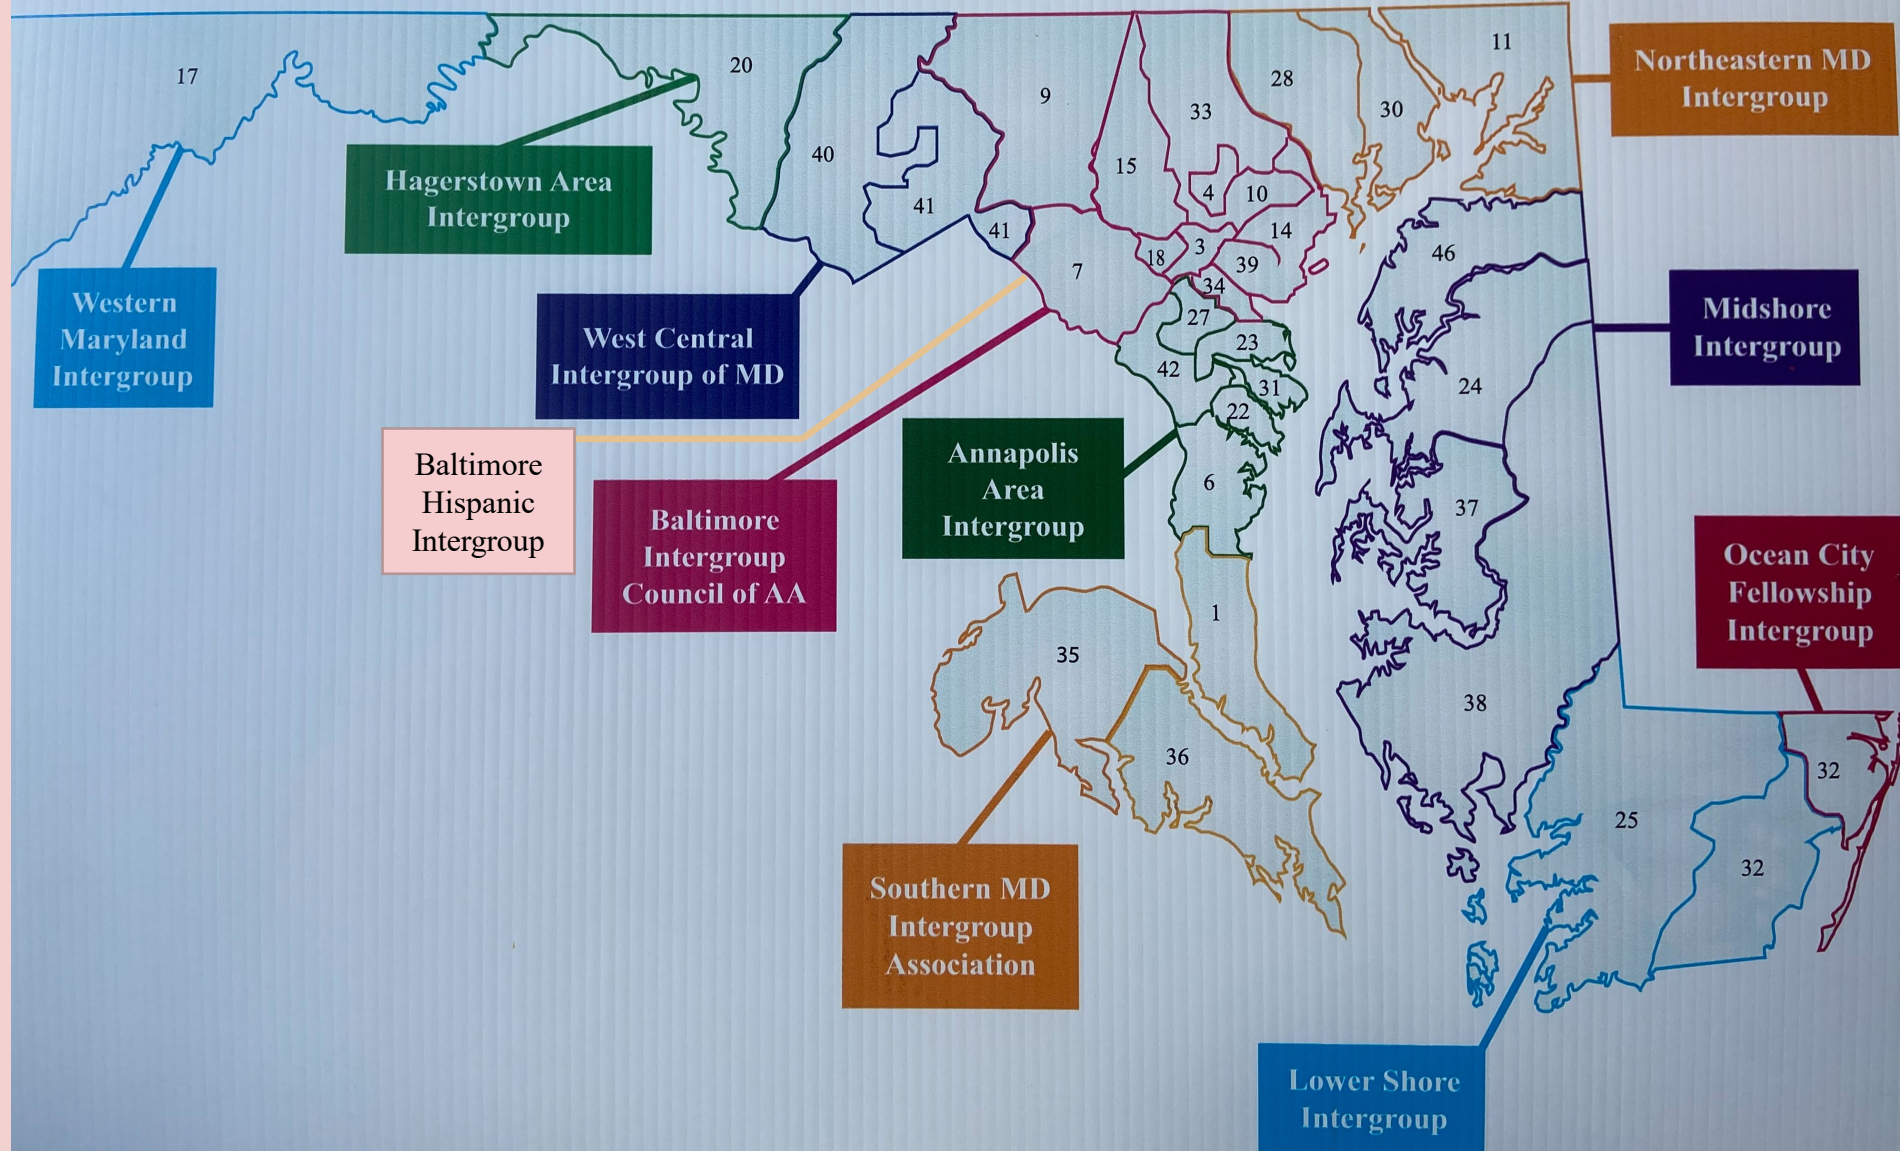 17
20
9
33
28
30
11
Northeastern MD
Intergroup
40
15
4
10
Hagerstown Area
Intergroup
41
41
18
3
14
39
34
7
46
Western
Maryland
Intergroup
West Central
Intergroup of MD
27
23
42
31
22
Midshore
Intergroup
24
Baltimore
Hispanic
Intergroup
Baltimore
Intergroup
Council of AA
Annapolis
Area
Intergroup
6
37
Ocean City
Fellowship
Intergroup
1
35
36
38
32
25
32
Southern MD
Intergroup
Association
Lower Shore
Intergroup